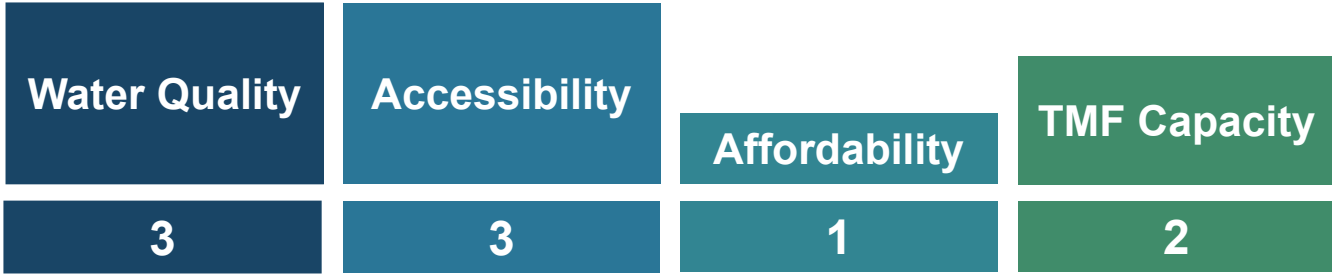 Water Quality
Accessibility
Affordability
TMF Capacity
3
3
1
2